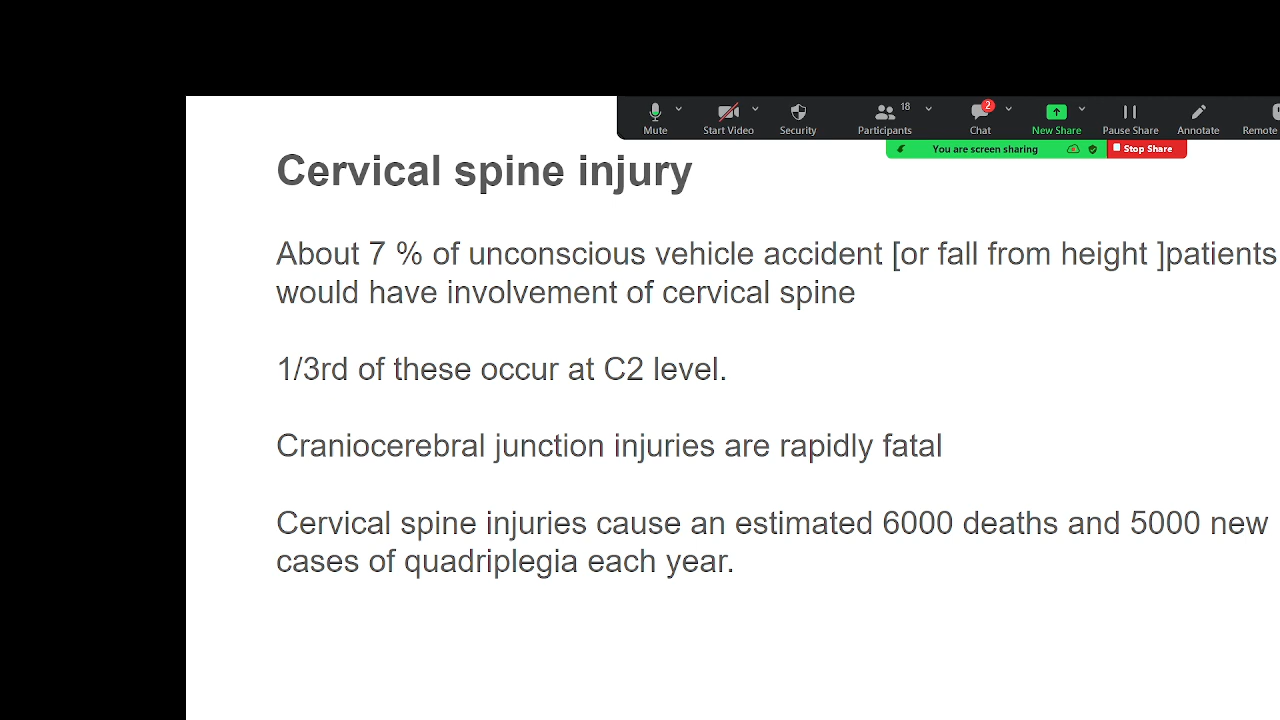 18
2
Mute
Start Video
Security
Participants
Chat
New Share
Pause Share
Annotate
Remote
You are screen sharing
Stop Share
Cervical spine injury
About 7 % of unconscious vehicle accident [or fall from height ]patients
would have involvement of cervical spine
1/3rd of these occur at C2 level.
Craniocerebral junction injuries are rapidly fatal
Cervical spine injuries cause an estimated 6000 deaths and 5000 new
cases of quadriplegia each year.